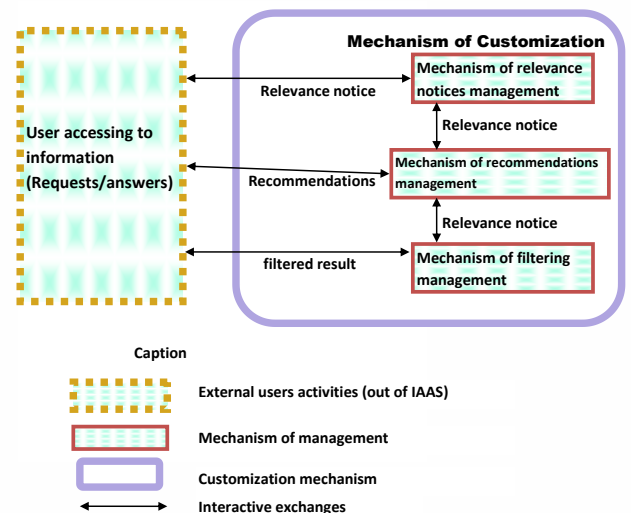 Mechanism of Customization
Mechanism of relevance
notices management
Relevance notice
Relevance notice
User accessing to
information
(Requests/answers)
Mechanism of recommendations
management
Recommendations
Relevance notice
Mechanism of filtering
management
filtered result
Caption
External users activities (out of IAAS)
Mechanism of management
Customization mechanism
Interactive exchanges